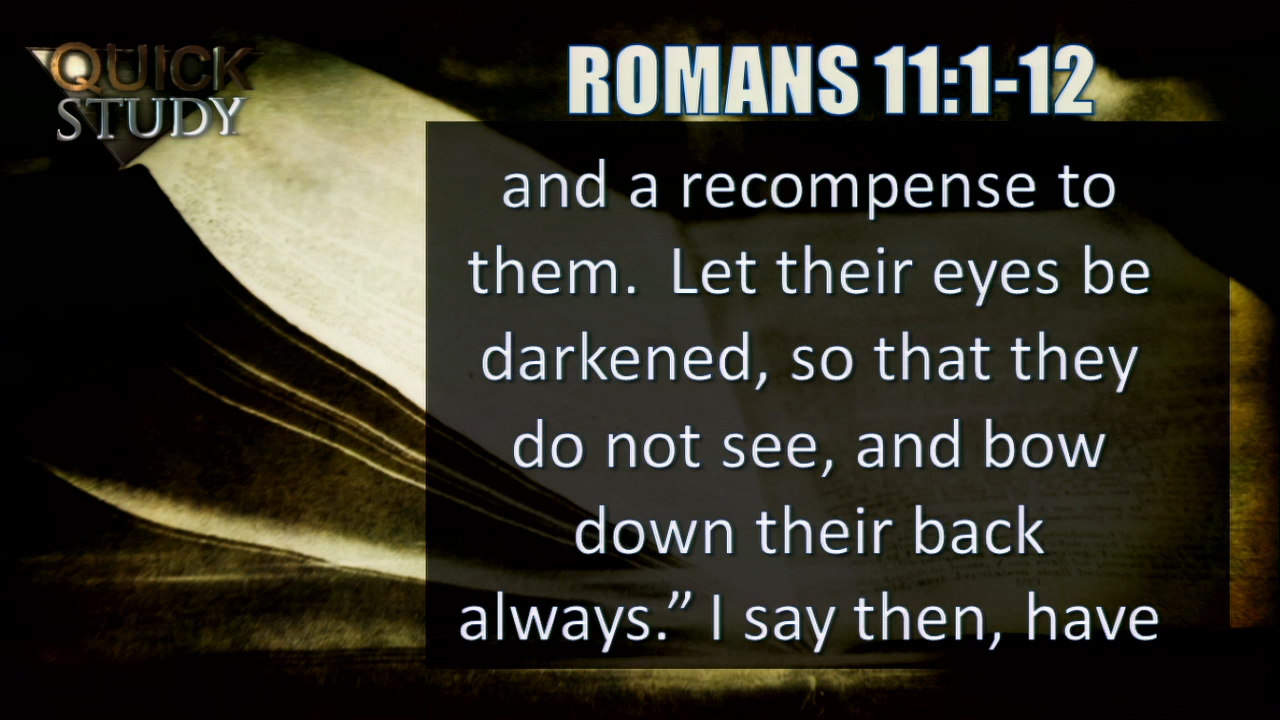 QUICK
STUDY
ROMANS 11:1-12
and a recompense to
them.  Let their eyes be
darkened, so that they
do not see, and bow
down their back
always.” I say then, have